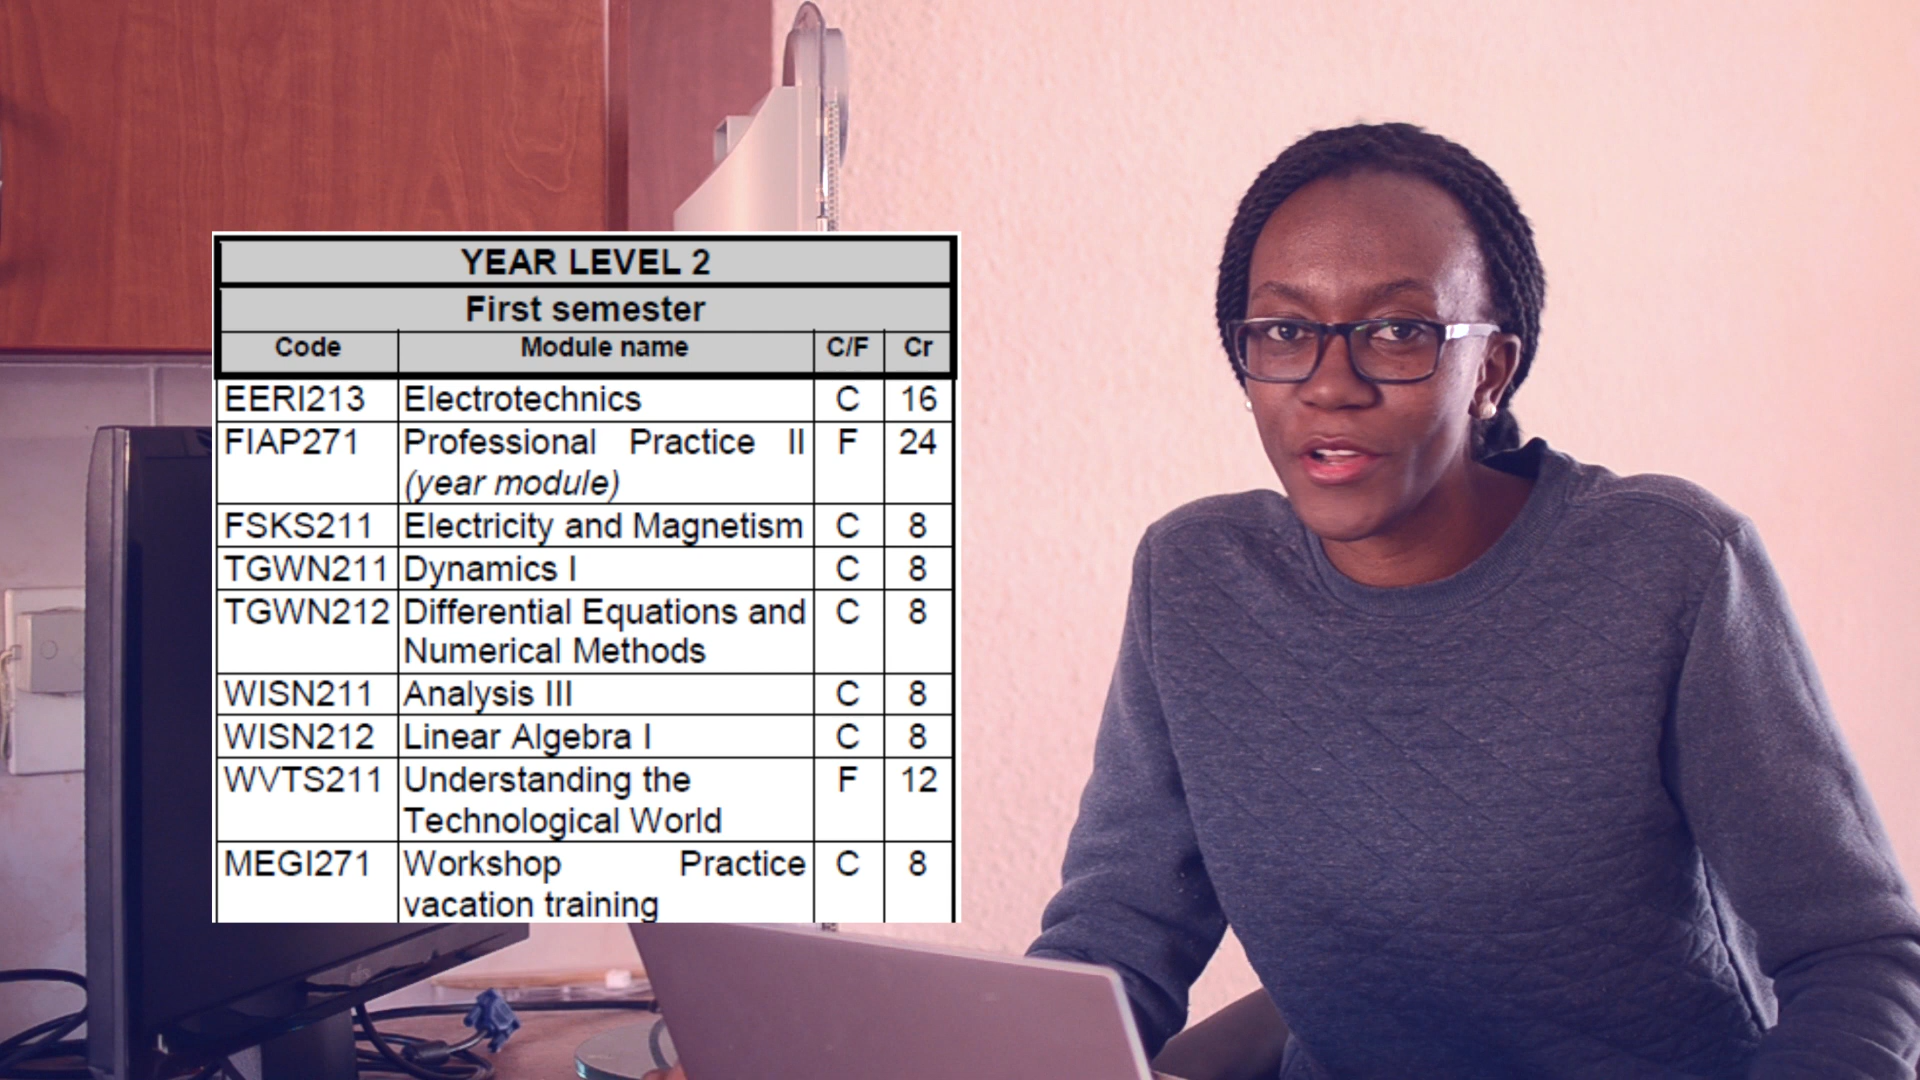 YEAR LEVEL 2
First semester
Code Module name C/F Cr
EERI213 Electrotechnics C 16
FIAP271 Professional Practice II F 24
(year module)
FSKS211 Electricity and Magnetism C 8
TGWN211 Dynamics I C 8
TGWN212 Differential Equations and C 8
Numerical Methods
WISN211 Analysis III C 8
WISN212 Linear Algebra I C 8
WVTS211 Understanding the F 12
Technological World
MEGI271 Workshop Practice C 8
vacation training